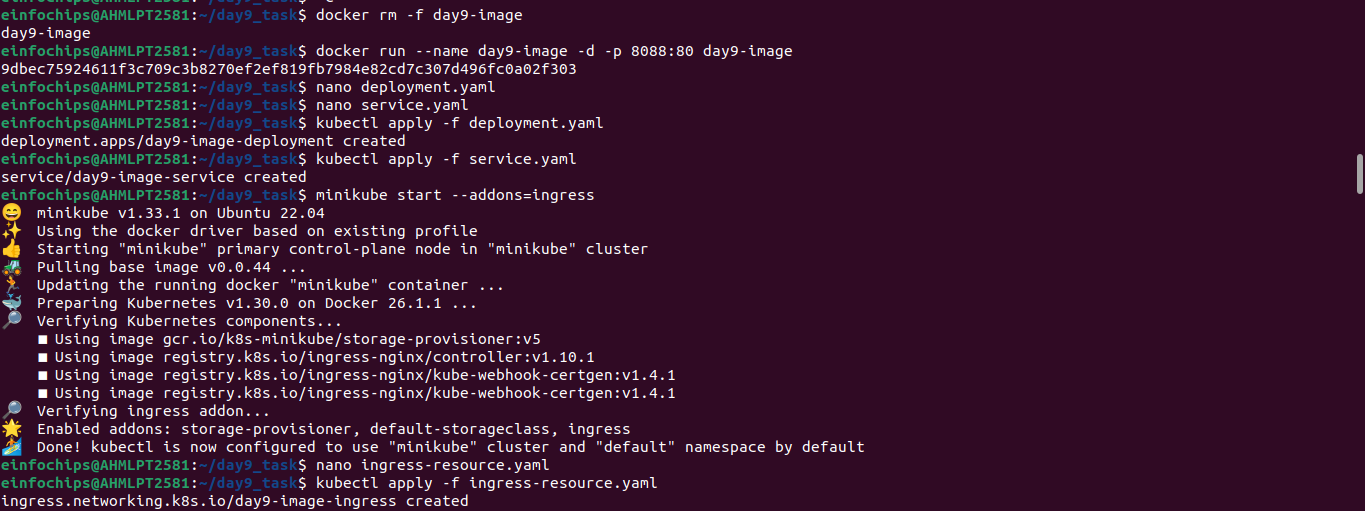 einfochips@AHMLPT2581:~/day9_task$ docker rm -f day9-image
day9-image
einfochips@AHMLPT2581:~/day9_task$ docker run --name day9-image -d -p 8088:80 day9-image
9dbec75924611f3c709c3b8270ef2ef819fb7984e82cd7c307d496fc0a02f303
einfochips@AHMLPT2581:~/day9_task$ nano deployment.yaml
einfochips@AHMLPT2581:~/day9_task$ nano service.yaml
einfochips@AHMLPT2581:~/day9_task$ kubectl apply -f deployment.yaml
deployment.apps/day9-image-deployment created
einfochips@AHMLPT2581:~/day9_task$ kubectl apply -f service.yaml
service/day9-image-service created
einfochips@AHMLPT2581:~/day9_task$ minikube start --addons=ingress
😄  minikube v1.33.1 on Ubuntu 22.04
✨  Using the docker driver based on existing profile
👍  Starting "minikube" primary control-plane node in "minikube" cluster
🚜  Pulling base image v0.0.44 ...
🏃  Updating the running docker "minikube" container ...
🐳  Preparing Kubernetes v1.30.0 on Docker 26.1.1 ...
🔎  Verifying Kubernetes components...
    ▪ Using image gcr.io/k8s-minikube/storage-provisioner:v5
    ▪ Using image registry.k8s.io/ingress-nginx/controller:v1.10.1
    ▪ Using image registry.k8s.io/ingress-nginx/kube-webhook-certgen:v1.4.1
    ▪ Using image registry.k8s.io/ingress-nginx/kube-webhook-certgen:v1.4.1
🔎  Verifying ingress addon...
🌟  Enabled addons: storage-provisioner, default-storageclass, ingress
🏄  Done! kubectl is now configured to use "minikube" cluster and "default" namespace by default
einfochips@AHMLPT2581:~/day9_task$ nano ingress-resource.yaml
einfochips@AHMLPT2581:~/day9_task$ kubectl apply -f ingress-resource.yaml
ingress.networking.k8s.io/day9-image-ingress created